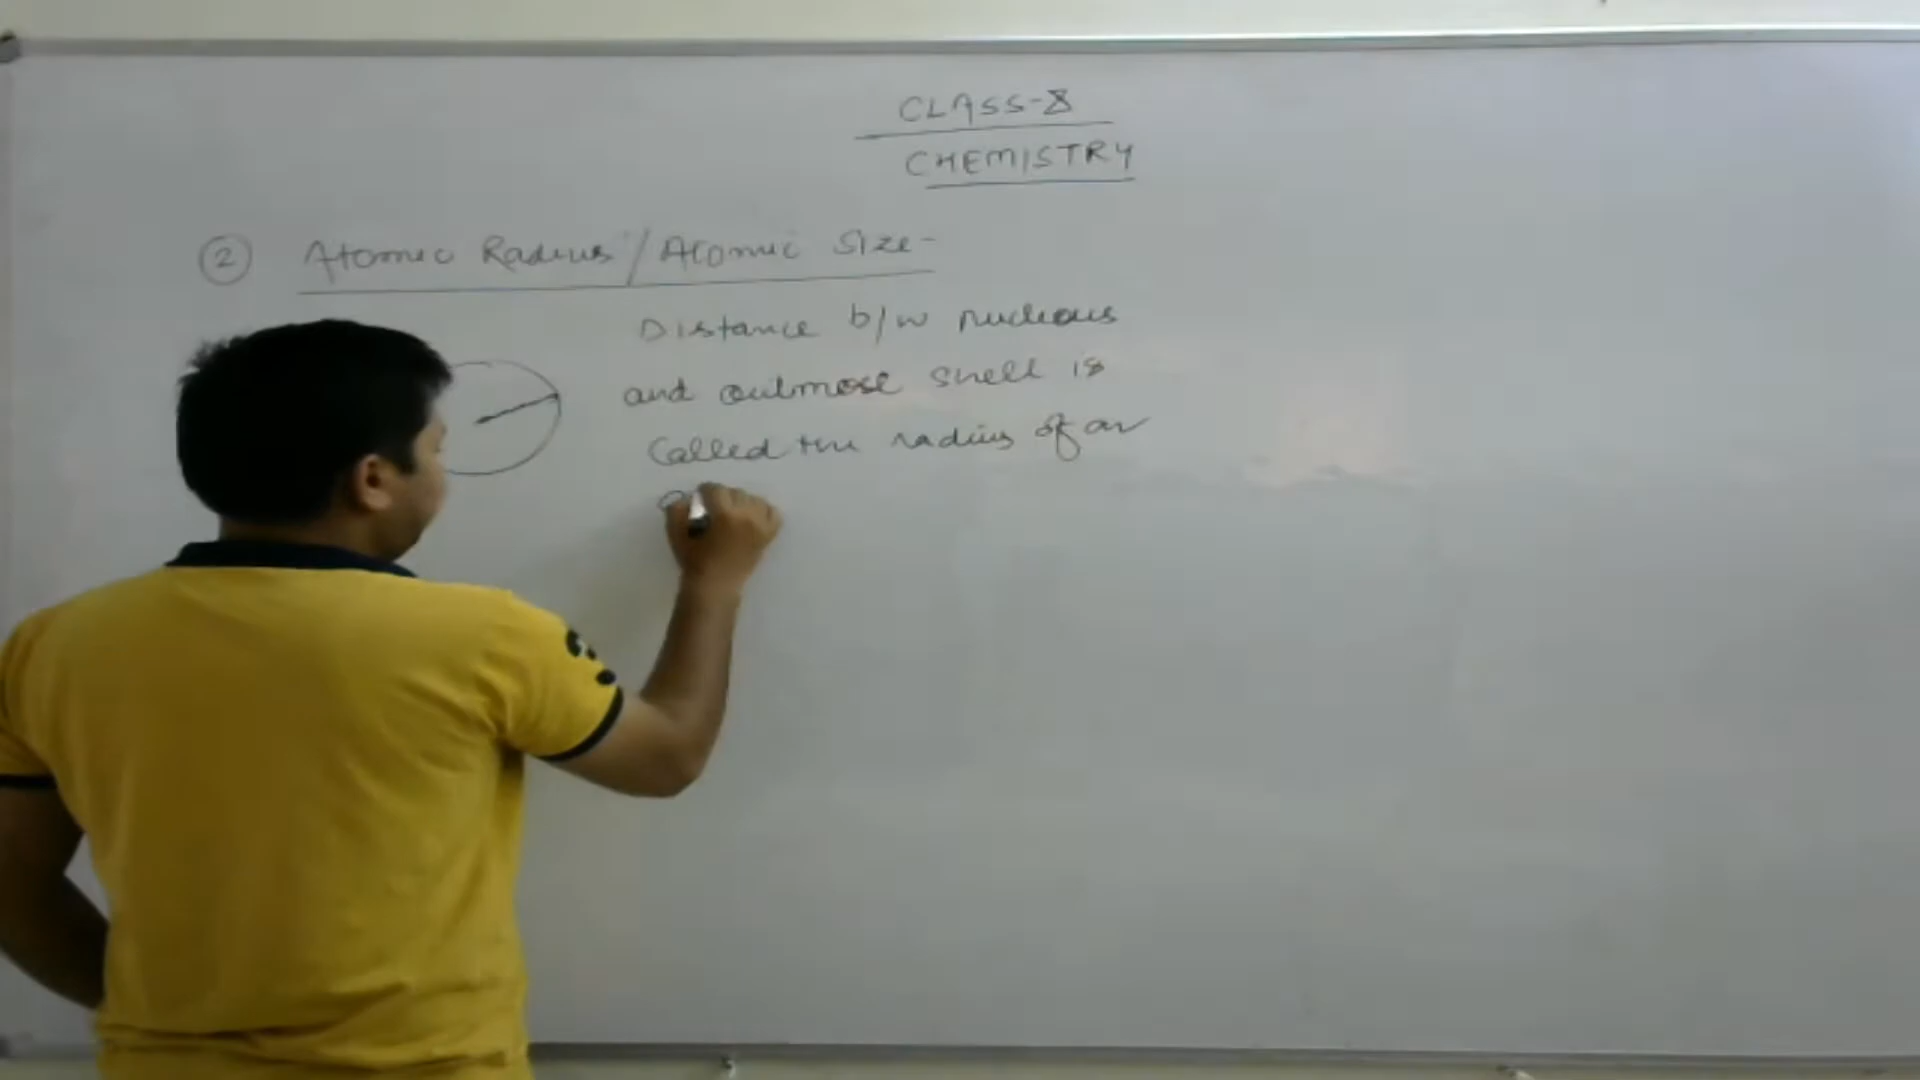 CLASS-8
CHEMISTRY
② Atomic Radius / Atomic Size-
Distance b/w nucleous
and outmost shell is
Called the radius of an